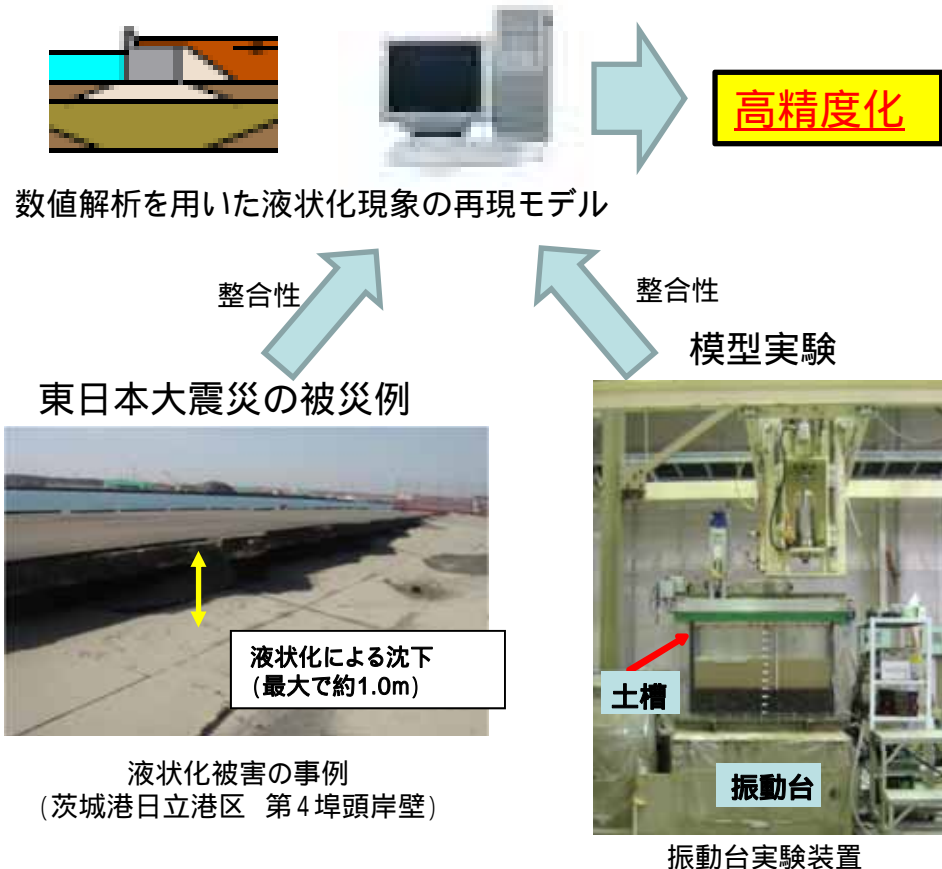 高精度化
数値解析を用いた液状化現象の再現モデル
整合性
整合性
模型実験
東日本大震災の被災例
液状化による沈下
(最大で約1.0m)
土槽
振動台
液状化被害の事例
(茨城港日立港区 第4埠頭岸壁)
振動台実験装置